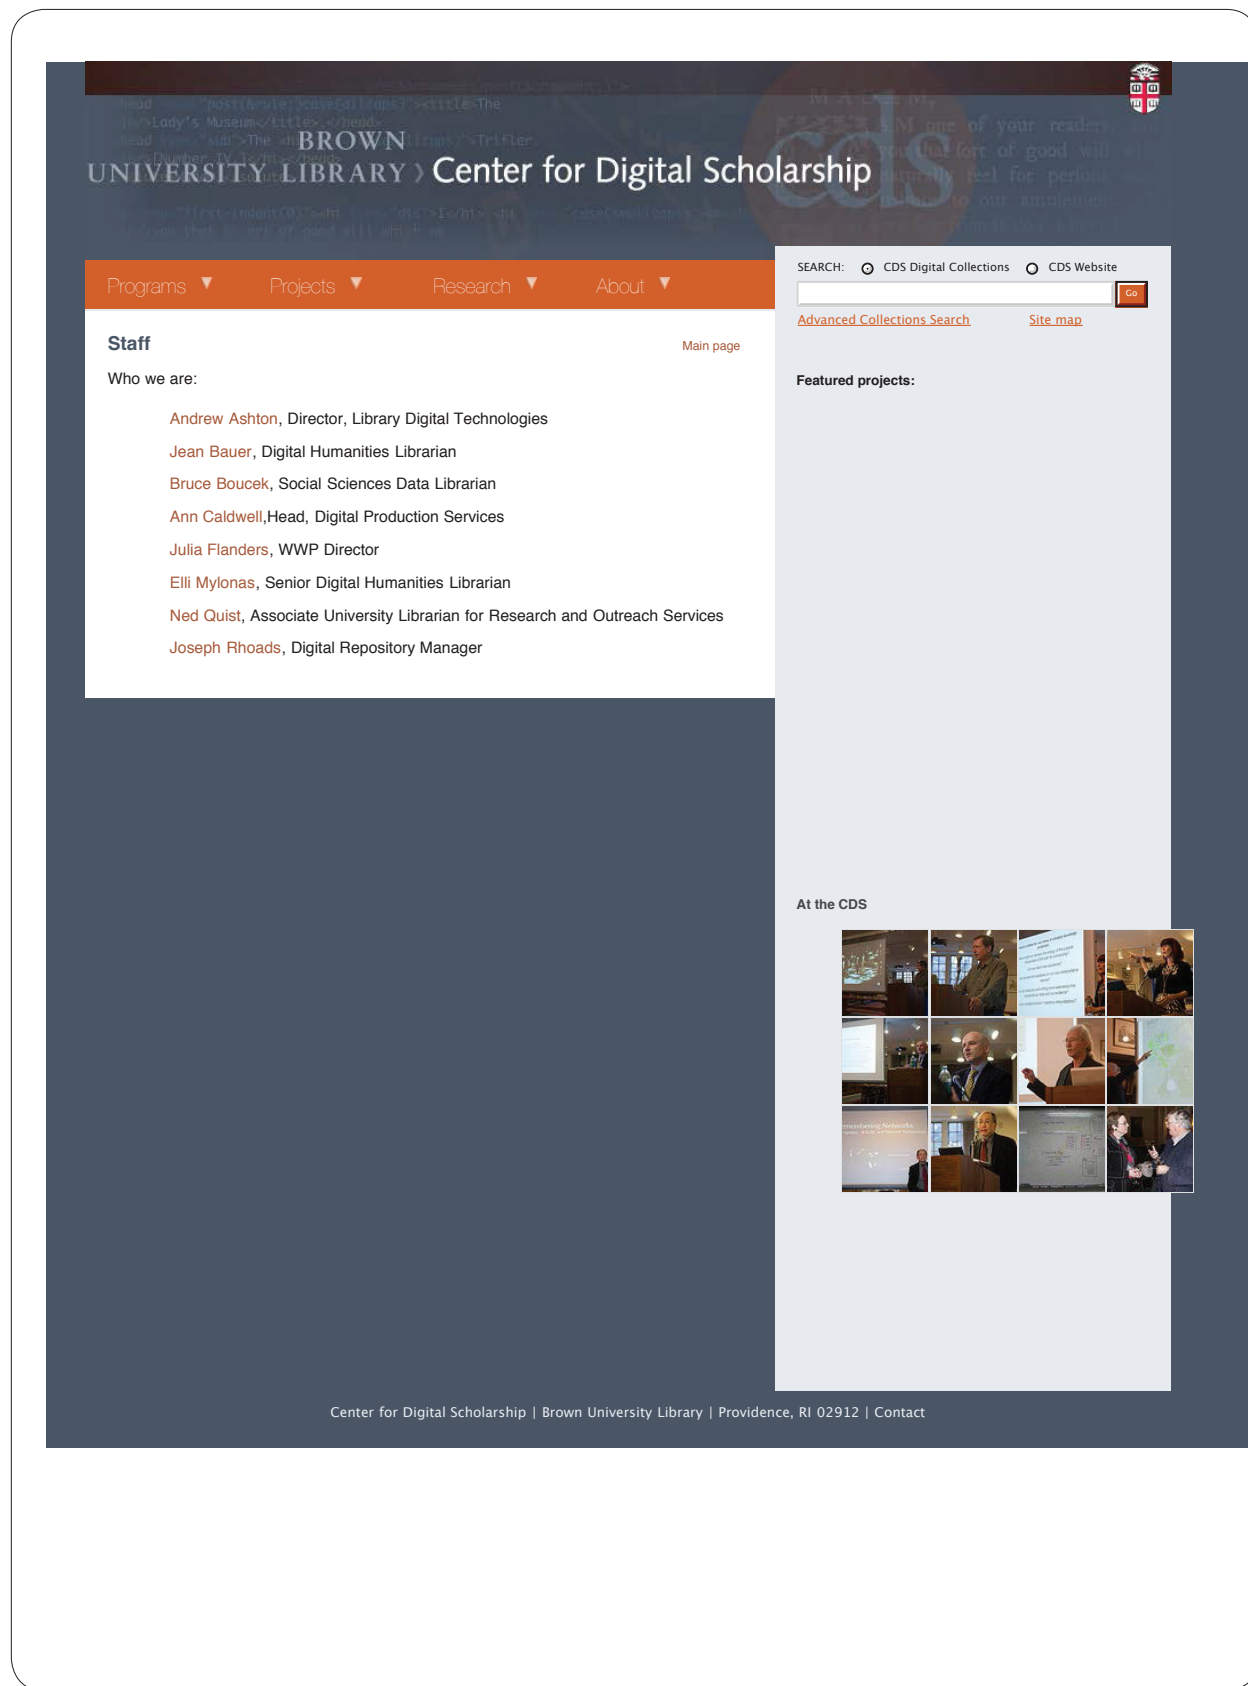 BROWN
UNIVERSITY LIBRARY › Center for Digital Scholarship
cds
Programs ▼ Projects ▼ Research ▼ About ▼
SEARCH: CDS Digital Collections CDS Website
Go
Advanced Collections Search Site map
Staff
Main page
Who we are:
Andrew Ashton, Director, Library Digital Technologies
Jean Bauer, Digital Humanities Librarian
Bruce Boucek, Social Sciences Data Librarian
Ann Caldwell,Head, Digital Production Services
Julia Flanders, WWP Director
Elli Mylonas, Senior Digital Humanities Librarian
Ned Quist, Associate University Librarian for Research and Outreach Services
Joseph Rhoads, Digital Repository Manager
Featured projects:
At the CDS
Center for Digital Scholarship | Brown University Library | Providence, RI 02912 | Contact